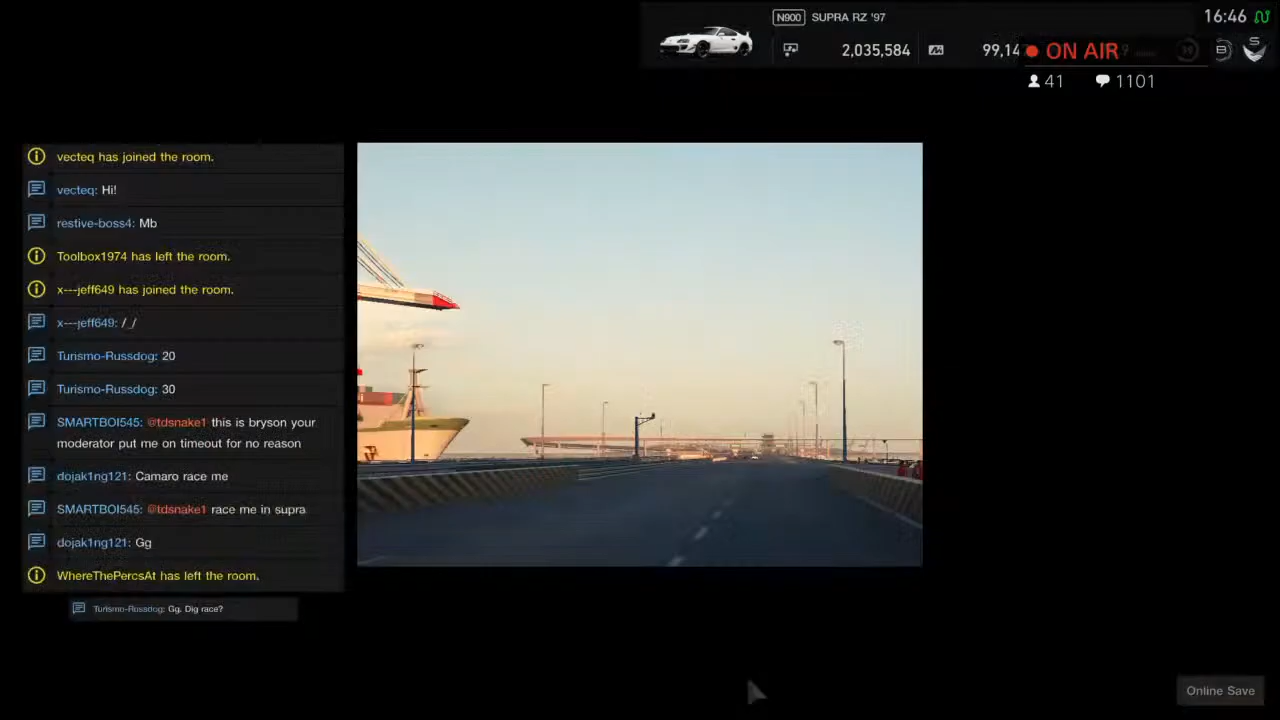 N900 SUPRA RZ '97
16:46
2,035,584
99,14
ON AIR
B
S
41
1101
vecteq has joined the room.
vecteq: Hi!
restive-boss4: Mb
Toolbox1974 has left the room.
x---jeff649 has joined the room.
x---jeff649: /_/
Turismo-Russdog: 20
Turismo-Russdog: 30
SMARTBOI545: @tdsnake1 this is bryson your
moderator put me on timeout for no reason
dojak1ng121: Camaro race me
SMARTBOI545: @tdsnake1 race me in supra
dojak1ng121: Gg
WhereThePercsAt has left the room.
Turismo-Russdog: Gg. Dig race?
Online Save